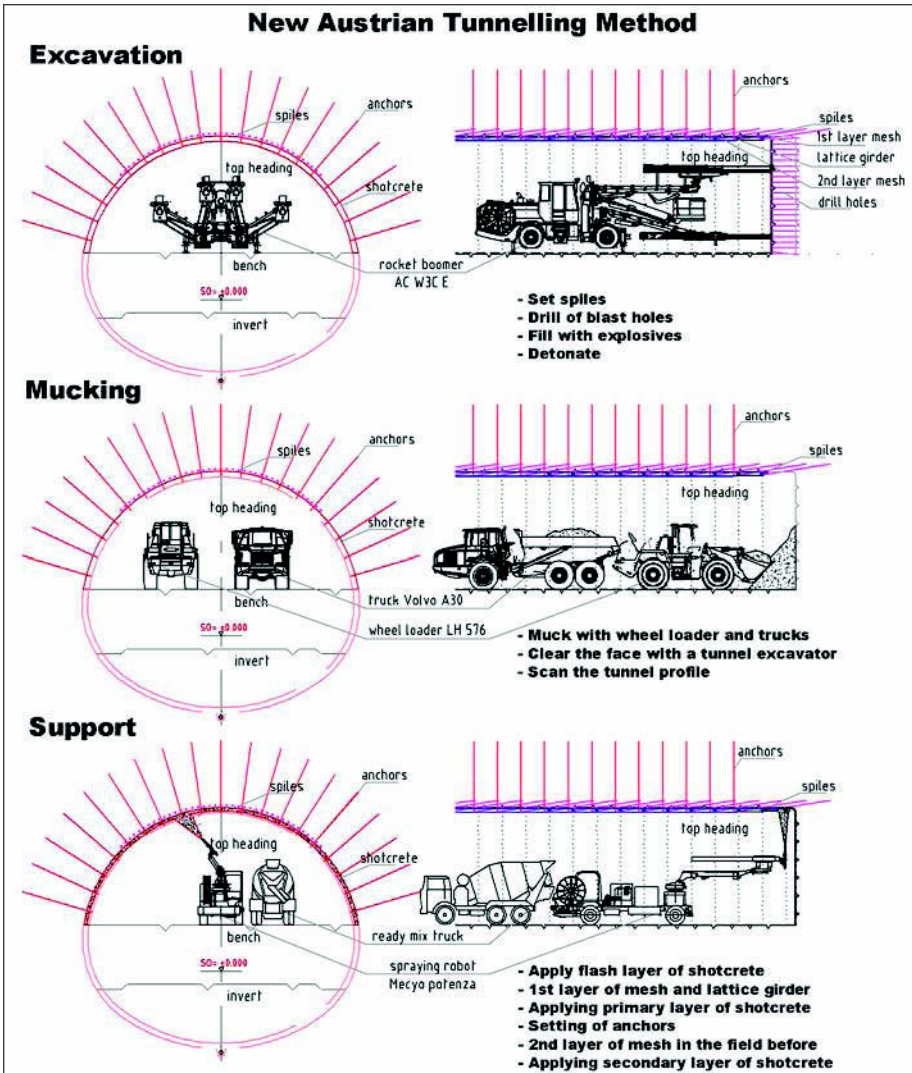 New Austrian Tunnelling Method
Excavation
anchors
spiles
top heading
shotcrete
bench
SO= ±0.000
invert
rocket boomer
AC W3C E
anchors
spiles
1st layer mesh
lattice girder
top heading
2nd layer mesh
drill holes
- Set spiles
- Drill of blast holes
- Fill with explosives
- Detonate
Mucking
anchors
spiles
top heading
shotcrete
bench
truck Volvo A30
wheel loader LH 576
SO= ±0.000
invert
anchors
spiles
top heading
- Muck with wheel loader and trucks
- Clear the face with a tunnel excavator
- Scan the tunnel profile
Support
anchors
spiles
top heading
shotcrete
bench
ready mix truck
spraying robot
Mecyo potenza
SO= ±0.000
invert
anchors
spiles
top heading
- Apply flash layer of shotcrete
- 1st layer of mesh and lattice girder
- Applying primary layer of shotcrete
- Setting of anchors
- 2nd layer of mesh in the field before
- Applying secondary layer of shotcrete